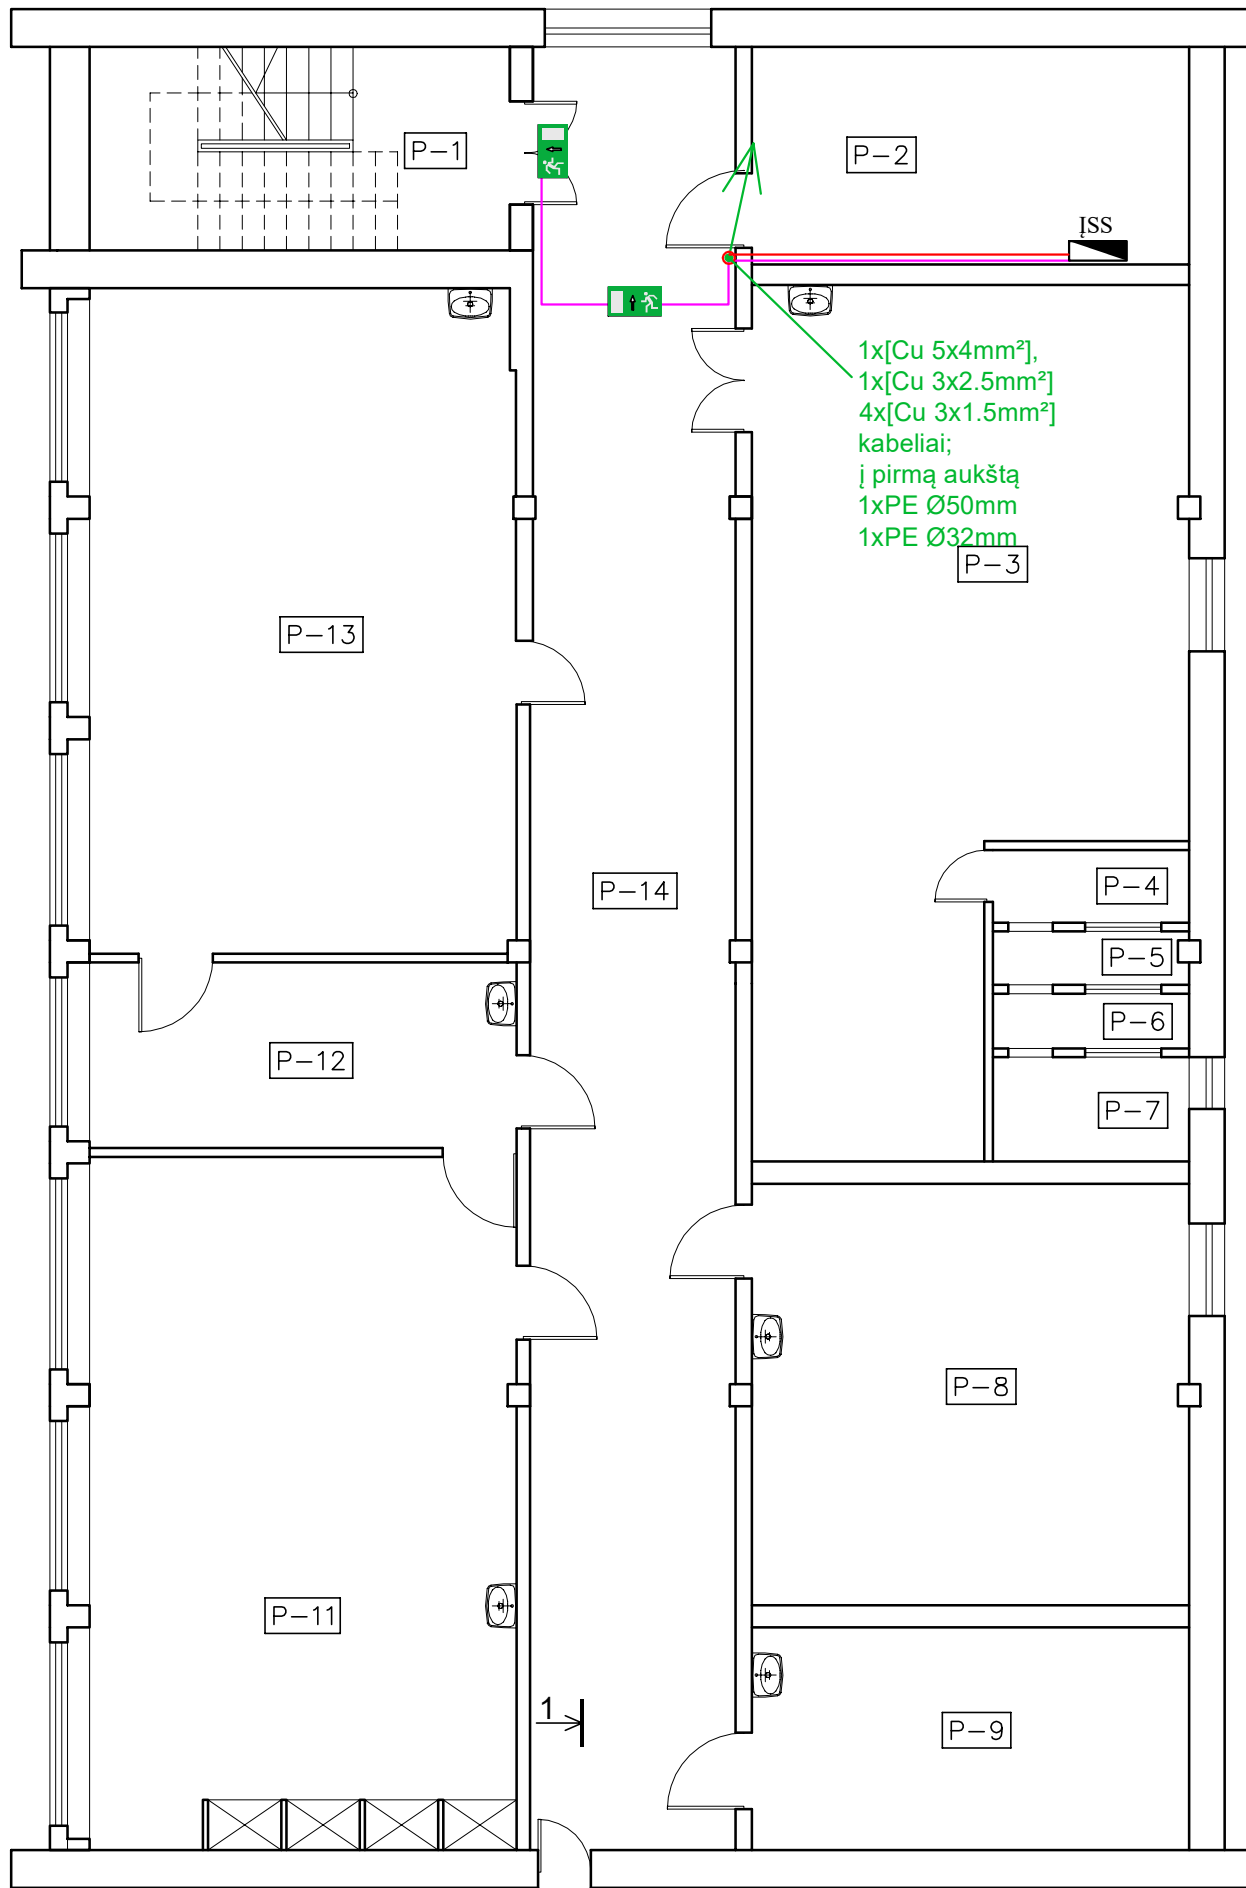 P-1
P-2
ĮSS
1x[Cu 5x4mm²],
1x[Cu 3x2.5mm²]
4x[Cu 3x1.5mm²]
kabeliai;
į pirmą aukštą
1xPE Ø50mm
1xPE Ø32mm
P-3
P-13
P-14
P-4
P-5
P-6
P-12
P-7
P-8
P-11
1
P-9